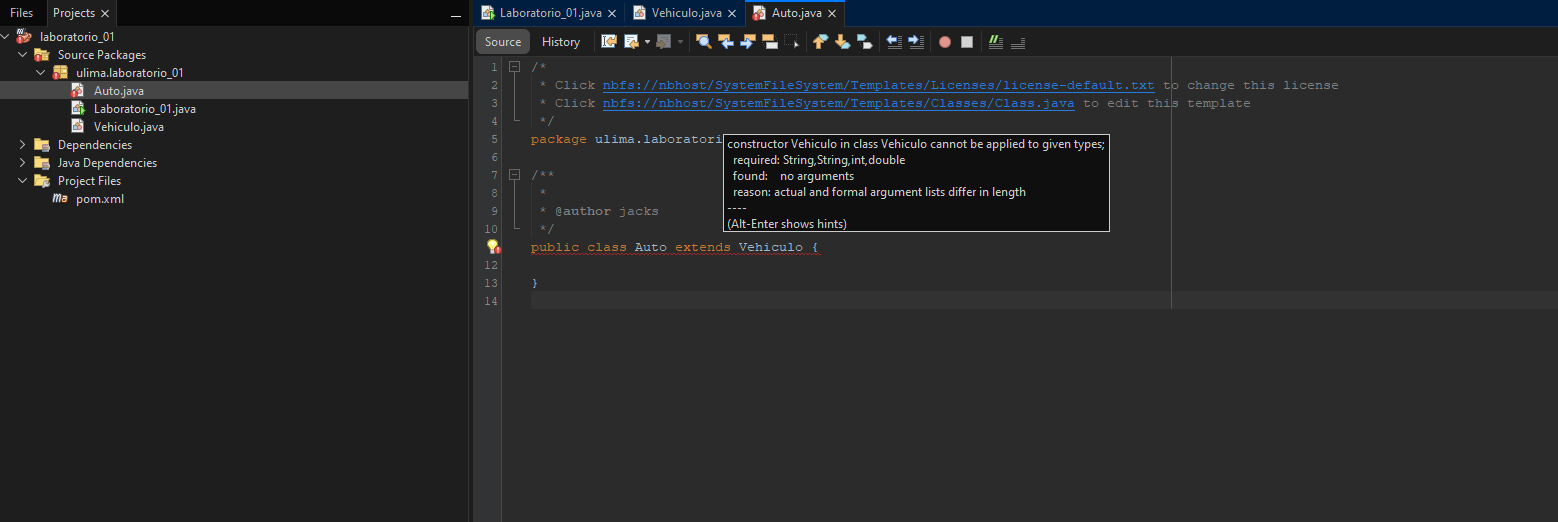 Files
Projects
laboratorio_01
Source Packages
ulima.laboratorio_01
Auto.java
Laboratorio_01.java
Vehiculo.java
Dependencies
Java Dependencies
Project Files
pom.xml
Laboratorio_01.java
Vehiculo.java
Auto.java
Source
History
1 /*
2 * Click nbfs://nbhost/SystemFileSystem/Templates/Licenses/license-default.txt to change this license
3 * Click nbfs://nbhost/SystemFileSystem/Templates/Classes/Class.java to edit this template
4 */
5 package ulima.laboratori
6
7 /**
8 *
9 * @author jacks
10 */
public class Auto extends Vehiculo {
12
13 }
14
constructor Vehiculo in class Vehiculo cannot be applied to given types;
required: String,String,int,double
found: no arguments
reason: actual and formal argument lists differ in length
----
(Alt-Enter shows hints)